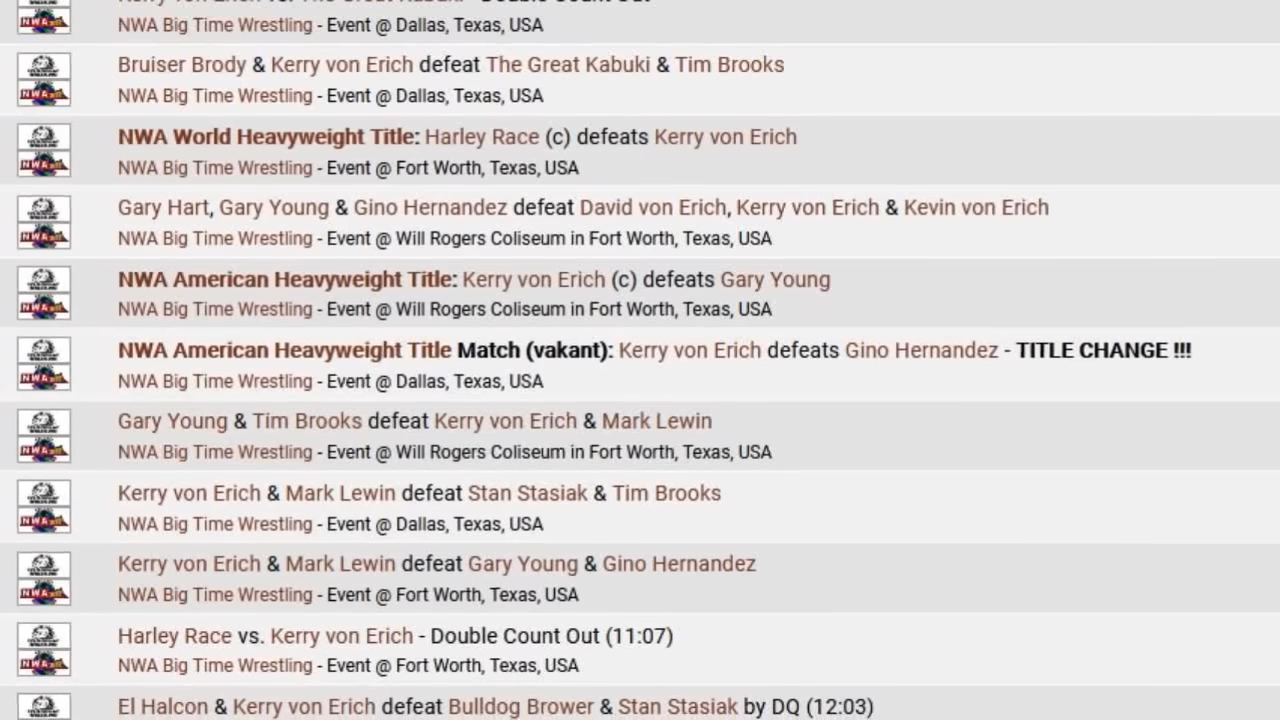 NWA Big Time Wrestling - Event @ Dallas, Texas, USA
Bruiser Brody & Kerry von Erich defeat The Great Kabuki & Tim Brooks
NWA Big Time Wrestling - Event @ Dallas, Texas, USA
NWA World Heavyweight Title: Harley Race (c) defeats Kerry von Erich
NWA Big Time Wrestling - Event @ Fort Worth, Texas, USA
Gary Hart, Gary Young & Gino Hernandez defeat David von Erich, Kerry von Erich & Kevin von Erich
NWA Big Time Wrestling - Event @ Will Rogers Coliseum in Fort Worth, Texas, USA
NWA American Heavyweight Title: Kerry von Erich (c) defeats Gary Young
NWA Big Time Wrestling - Event @ Will Rogers Coliseum in Fort Worth, Texas, USA
NWA American Heavyweight Title Match (vakant): Kerry von Erich defeats Gino Hernandez - TITLE CHANGE !!!
NWA Big Time Wrestling - Event @ Dallas, Texas, USA
Gary Young & Tim Brooks defeat Kerry von Erich & Mark Lewin
NWA Big Time Wrestling - Event @ Will Rogers Coliseum in Fort Worth, Texas, USA
Kerry von Erich & Mark Lewin defeat Stan Stasiak & Tim Brooks
NWA Big Time Wrestling - Event @ Dallas, Texas, USA
Kerry von Erich & Mark Lewin defeat Gary Young & Gino Hernandez
NWA Big Time Wrestling - Event @ Fort Worth, Texas, USA
Harley Race vs. Kerry von Erich - Double Count Out (11:07)
NWA Big Time Wrestling - Event @ Fort Worth, Texas, USA
El Halcon & Kerry von Erich defeat Bulldog Brower & Stan Stasiak by DQ (12:03)